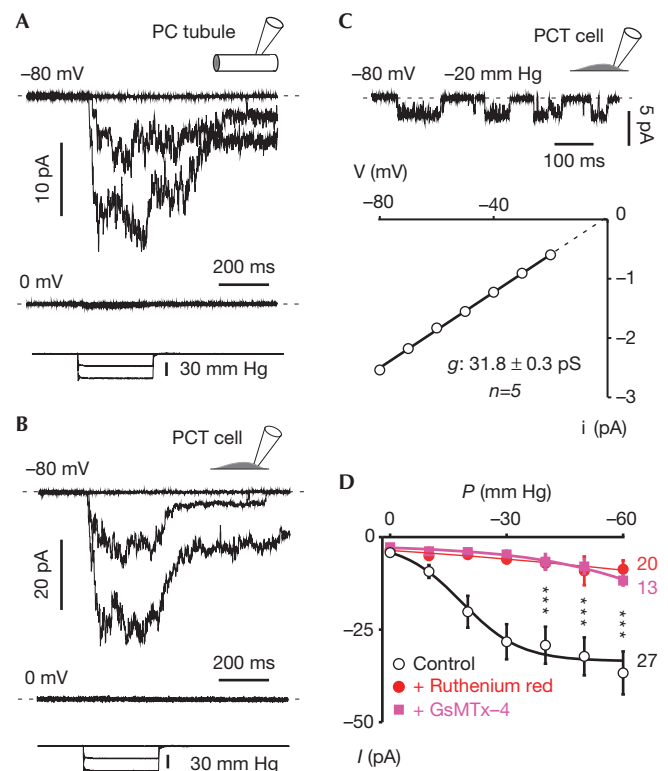 A
PC tubule
–80 mV
10 pA
0 mV
200 ms
30 mm Hg
B
PCT cell
–80 mV
20 pA
0 mV
200 ms
30 mm Hg
C
PCT cell
–80 mV
–20 mm Hg
5 pA
100 ms
V (mV)
–80
–40
0
–1
–2
–3
g: 31.8 ± 0.3 pS
n=5
i (pA)
D
P (mm Hg)
0
–30
–60
0
–25
–50
20
13
27
***
***
***
Control
+ Ruthenium red
+ GsMTx–4
I (pA)